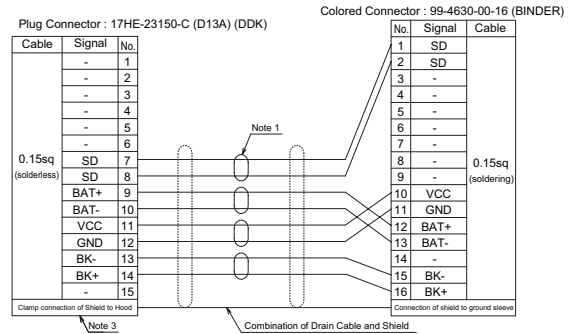 Colored Connector : 99-4630-00-16 (BINDER)
Plug Connector : 17HE-23150-C (D13A) (DDK)
Cable Signal No.
- 1
- 2
- 3
- 4
- 5
- 6
SD 7
SD 8
BAT+ 9
BAT- 10
VCC 11
GND 12
BK- 13
BK+ 14
- 15
0.15sq
(solderless)
Clamp connection of Shield to Hood
Note 3
Note 1
Combination of Drain Cable and Shield
No. Signal Cable
1 SD
2 SD
3 -
4 -
5 -
6 -
7 -
8 -
9 -
10 VCC
11 GND
12 BAT+
13 BAT-
14 -
15 BK-
16 BK+
0.15sq
(soldering)
Connection of shield to ground sleeve